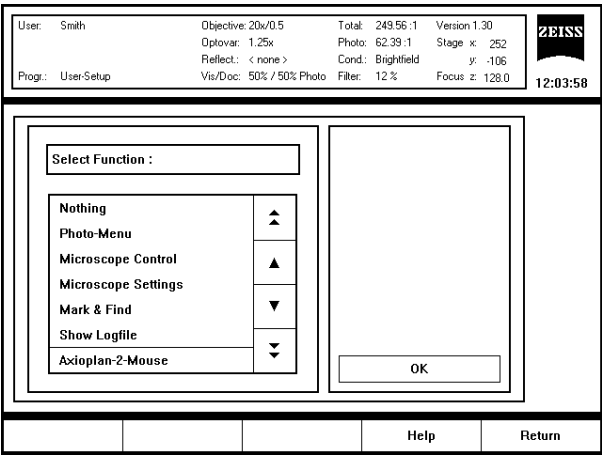 User: Smith Objective: 20x/0.5 Total: 249.56 :1 Version 1.30
Optovar: 1.25x Photo: 62.39 :1 Stage x: 252
Reflect.: < none > Cond.: Brightfield y: -106
Progr.: User-Setup Vis/Doc: 50% / 50% Photo Filter: 12 % Focus z: 128.0
ZEISS
12:03:58
Select Function :
Nothing
Photo-Menu
Microscope Control
Microscope Settings
Mark & Find
Show Logfile
Axioplan-2-Mouse
OK
Help Return